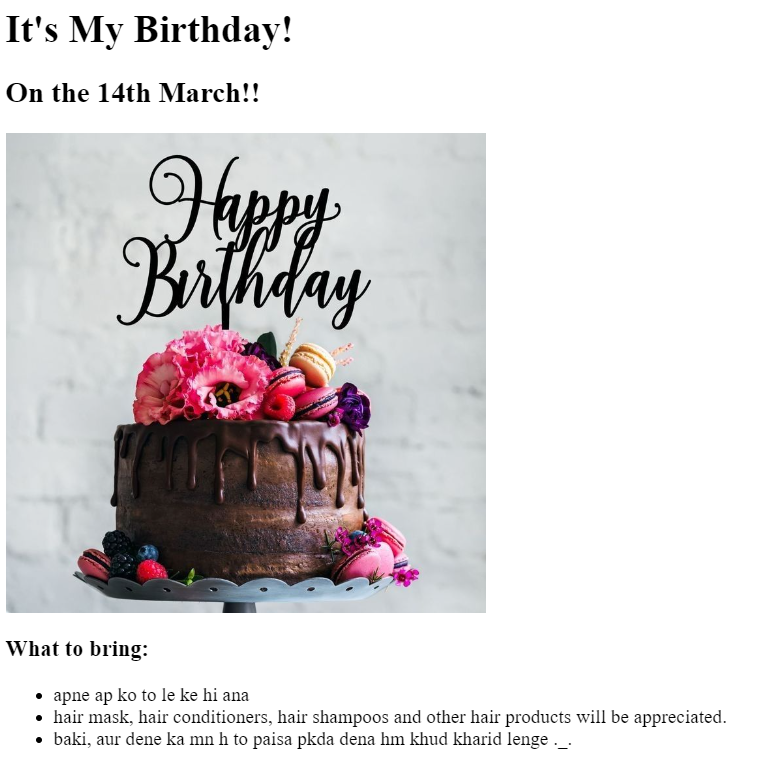 It's My Birthday!
On the 14th March!!
Happy
Birthday
What to bring:
apne ap ko to le ke hi ana
hair mask, hair conditioners, hair shampoos and other hair products will be appreciated.
baki, aur dene ka mn h to paisa pkda dena hm khud kharid lenge ._.